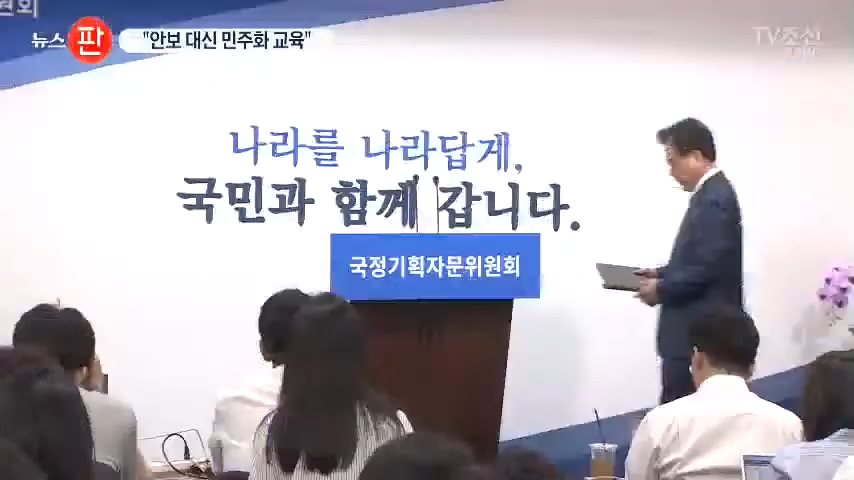 원회
뉴스 판 "안보 대신 민주화 교육"
TV조선
나라를 나라답게,
국민과 함께 갑니다.
국정기획자문위원회